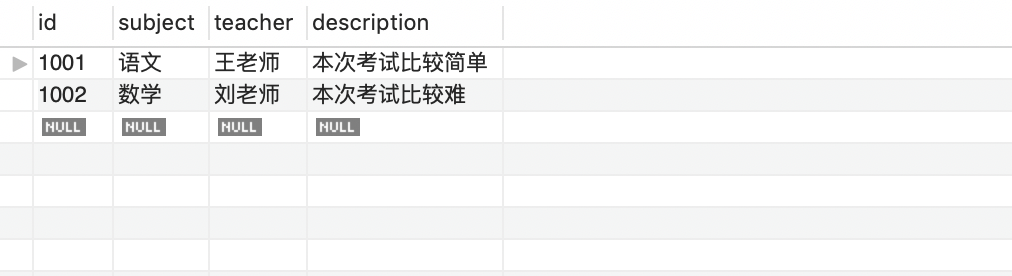 id subject teacher description
1001 语文 王老师 本次考试比较简单
1002 数学 刘老师 本次考试比较难
NULL NULL NULL NULL